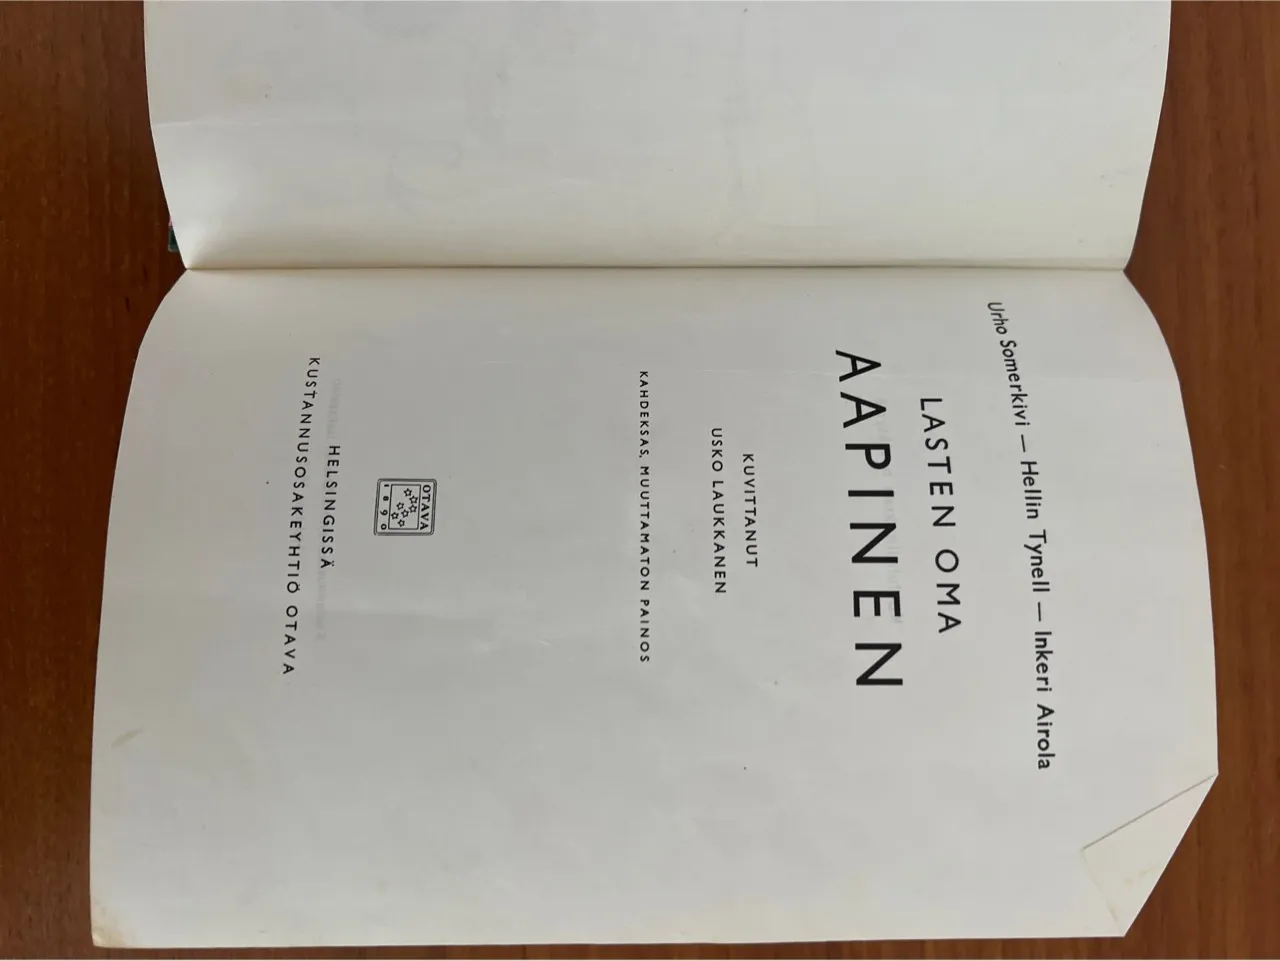 Urho Somerkivi — Hellin Tynell — Inkeri Airola
LASTEN OMA
AAPINEN
KUVITTANUT
USKO LAUKKANEN
KAHDEKSAS, MUUTTAMATON PAINOS
OTAVA
1890
HELSINGISSÄ
KUSTANNUSOSAKEYHTIÖ OTAVA